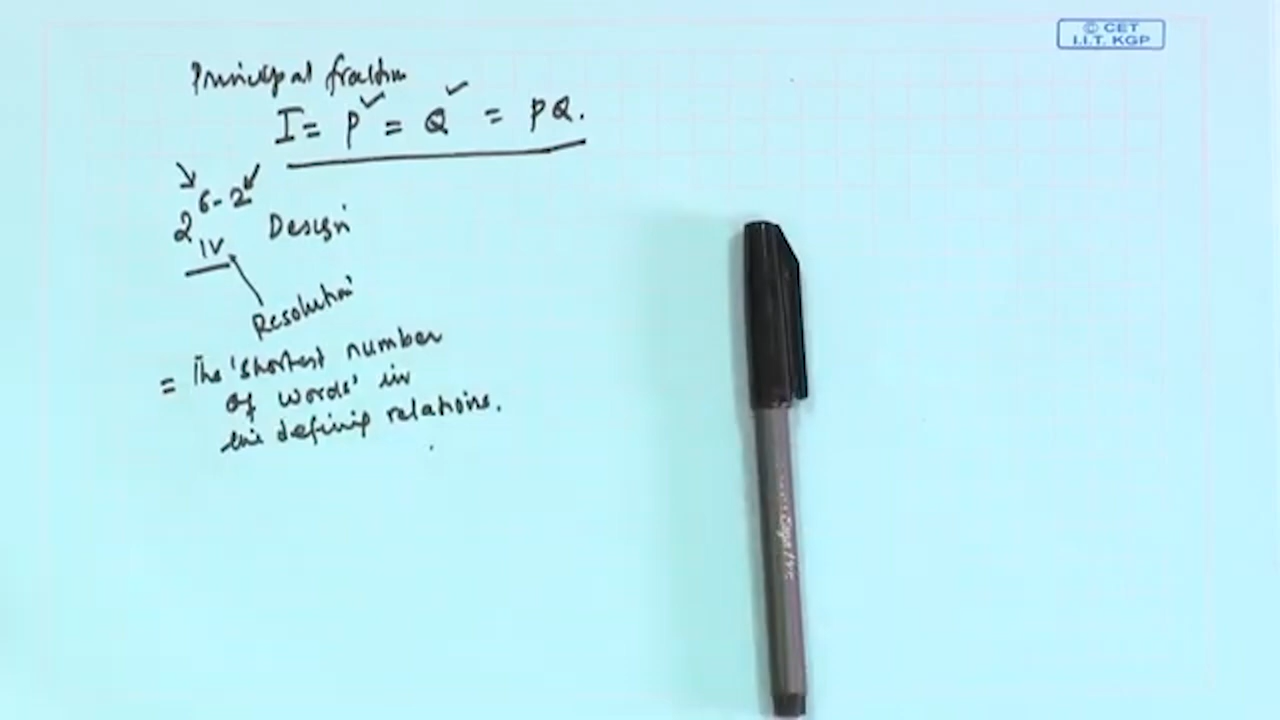 © CET
I.I.T. KGP
Principal fraction
I = P = Q = PQ.
2 6-2 IV Design
Resolution
= The 'shortest number
of words' in
the defining relations.